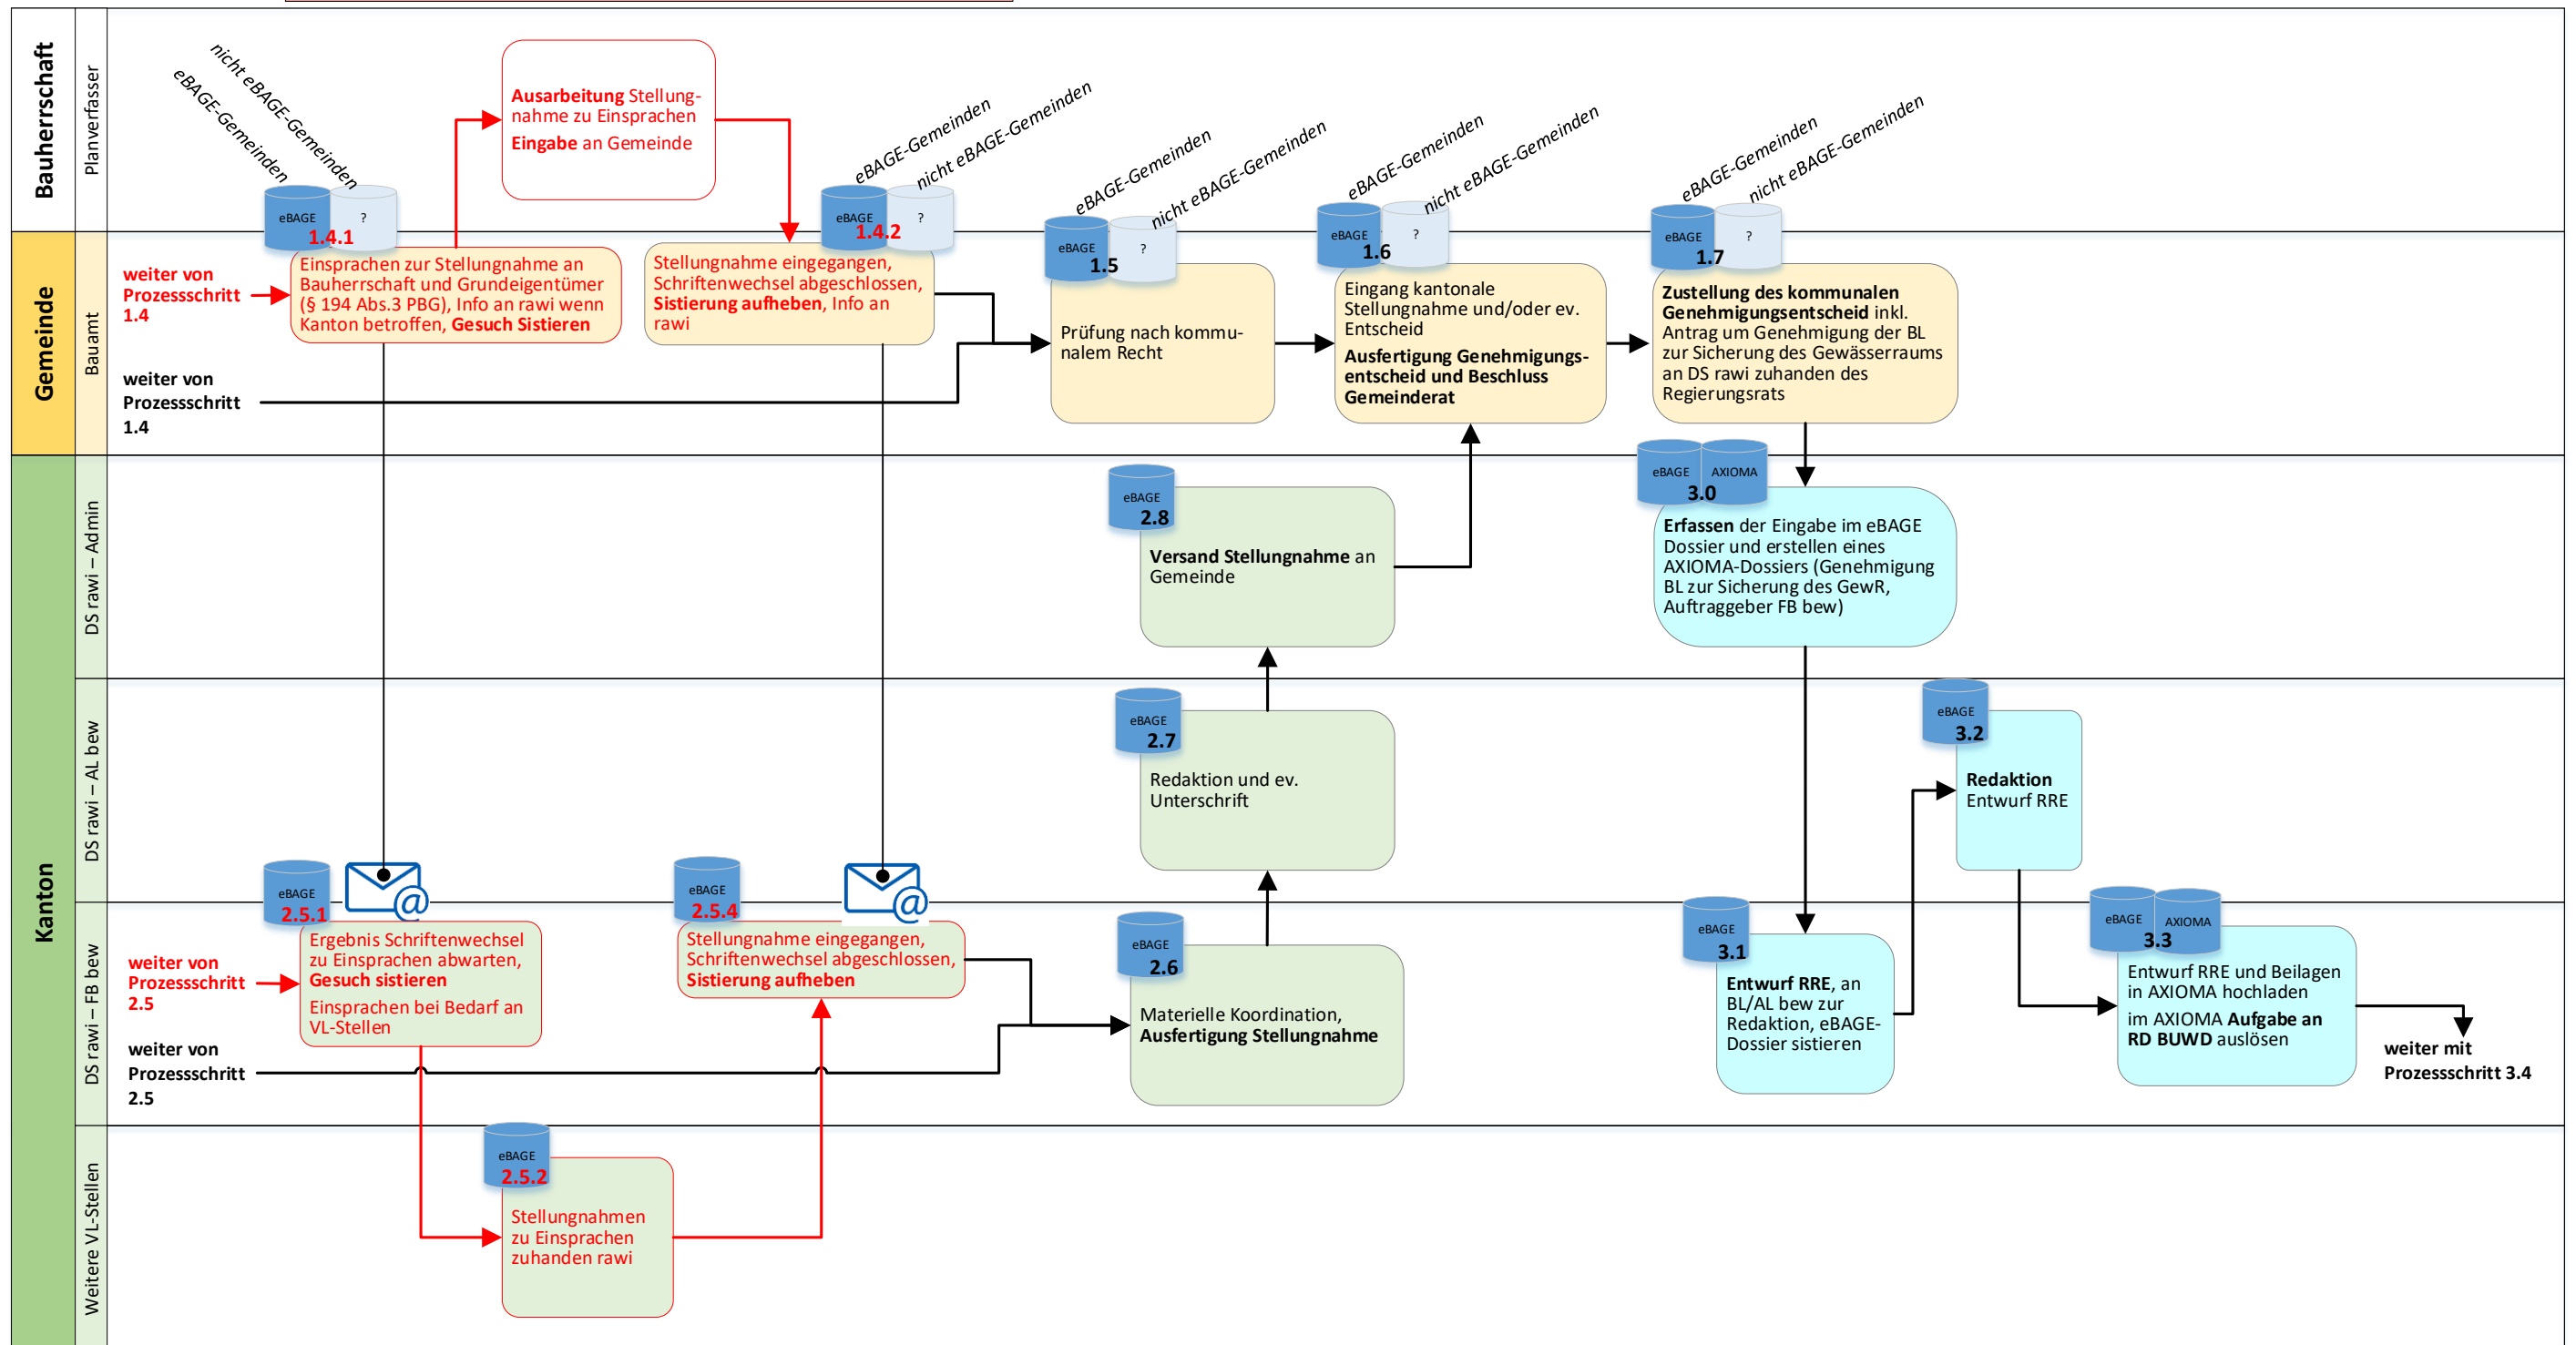 Bauherrschaft
Planverfasser
eBAGE-Gemeinden
nicht eBAGE-Gemeinden
eBAGE
1.4.1
?
Ausarbeitung Stellung-
nahme zu Einsprachen
Eingabe an Gemeinde
eBAGE-Gemeinden
nicht eBAGE-Gemeinden
eBAGE
1.4.2
?
eBAGE-Gemeinden
nicht eBAGE-Gemeinden
eBAGE
1.5
?
eBAGE-Gemeinden
nicht eBAGE-Gemeinden
eBAGE
1.6
?
eBAGE-Gemeinden
nicht eBAGE-Gemeinden
eBAGE
1.7
?
Gemeinde
Bauamt
weiter von
Prozessschritt
1.4
Einsprachen zur Stellungnahme an
Bauherrschaft und Grundeigentümer
(§ 194 Abs.3 PBG), Info an rawi wenn
Kanton betroffen, Gesuch Sistieren
Stellungnahme eingegangen,
Schriftenwechsel abgeschlossen,
Sistierung aufheben, Info an
rawi
weiter von
Prozessschritt
1.4
Prüfung nach kommu-
nalem Recht
Eingang kantonale
Stellungnahme und/oder ev.
Entscheid
Ausfertigung Genehmigungs-
entscheid und Beschluss
Gemeinderat
Zustellung des kommunalen
Genehmigungsentscheid inkl.
Antrag um Genehmigung der BL
zur Sicherung des Gewässerraums
an DS rawi zuhanden des
Regierungsrats
Kanton
DS rawi – Admin
eBAGE
2.8
Versand Stellungnahme an
Gemeinde
eBAGE
AXIOMA
3.0
Erfassen der Eingabe im eBAGE
Dossier und erstellen eines
AXIOMA-Dossiers (Genehmigung
BL zur Sicherung des GewR,
Auftraggeber FB bew)
DS rawi – AL bew
eBAGE
2.7
Redaktion und ev.
Unterschrift
eBAGE
3.2
Redaktion
Entwurf RRE
DS rawi – FB bew
eBAGE
2.5.1
@
weiter von
Prozessschritt
2.5
Ergebnis Schriftenwechsel
zu Einsprachen abwarten,
Gesuch sistieren
Einsprachen bei Bedarf an
VL-Stellen
eBAGE
2.5.4
@
Stellungnahme eingegangen,
Schriftenwechsel abgeschlossen,
Sistierung aufheben
weiter von
Prozessschritt
2.5
eBAGE
2.6
Materielle Koordination,
Ausfertigung Stellungnahme
eBAGE
3.1
Entwurf RRE, an
BL/AL bew zur
Redaktion, eBAGE-
Dossier sistieren
eBAGE
AXIOMA
3.3
Entwurf RRE und Beilagen
in AXIOMA hochladen
im AXIOMA Aufgabe an
RD BUWD auslösen
weiter mit
Prozessschritt 3.4
Weitere VL-Stellen
eBAGE
2.5.2
Stellungnahmen
zu Einsprachen
zuhanden rawi